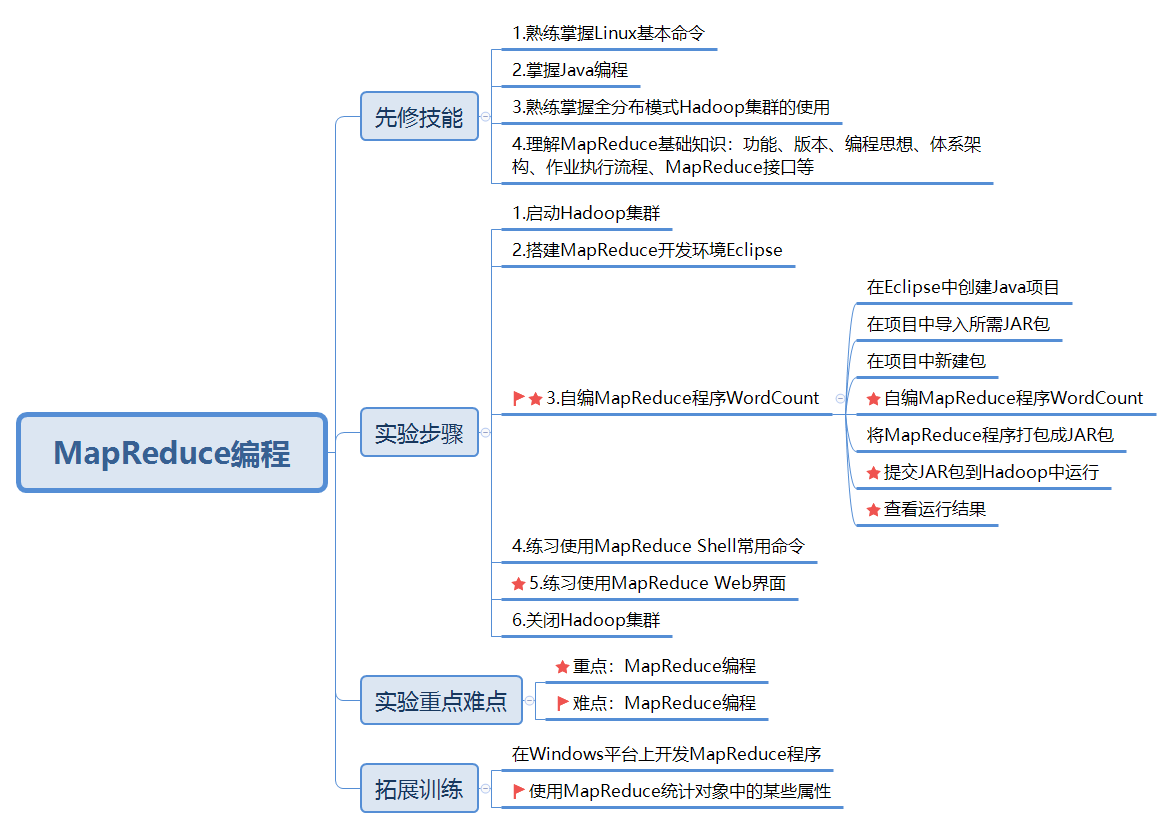 MapReduce编程
先修技能
1.熟练掌握Linux基本命令
2.掌握Java编程
3.熟练掌握全分布模式Hadoop集群的使用
4.理解MapReduce基础知识：功能、版本、编程思想、体系架
构、作业执行流程、MapReduce接口等
实验步骤
1.启动Hadoop集群
2.搭建MapReduce开发环境Eclipse
3.自编MapReduce程序WordCount
在Eclipse中创建Java项目
在项目中导入所需JAR包
在项目中新建包
自编MapReduce程序WordCount
将MapReduce程序打包成JAR包
提交JAR包到Hadoop中运行
查看运行结果
4.练习使用MapReduce Shell常用命令
5.练习使用MapReduce Web界面
6.关闭Hadoop集群
实验重点难点
重点：MapReduce编程
难点：MapReduce编程
拓展训练
在Windows平台上开发MapReduce程序
使用MapReduce统计对象中的某些属性